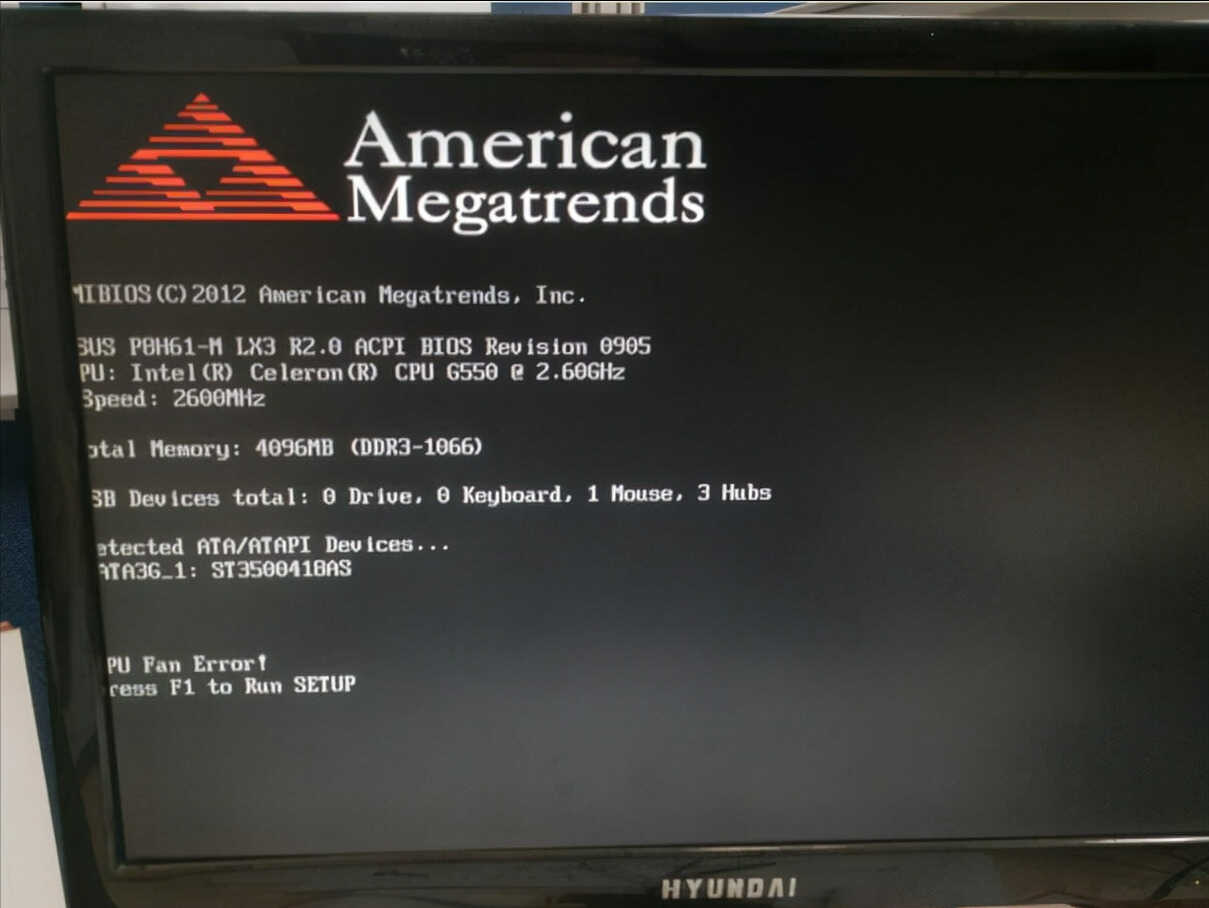 American
Megatrends
MIBIOS(C)2012 American Megatrends, Inc.
SUS P8H61-M LX3 R2.0 ACPI BIOS Revision 0905
PU: Intel(R) Celeron(R) CPU G550 @ 2.60GHz
Speed: 2600MHz
otal Memory: 4096MB (DDR3-1066)
SB Devices total: 0 Drive, 0 Keyboard, 1 Mouse, 3 Hubs
etected ATA/ATAPI Devices...
ATA3G_1: ST3500418AS
PU Fan Error!
ress F1 to Run SETUP
HYUNDAI